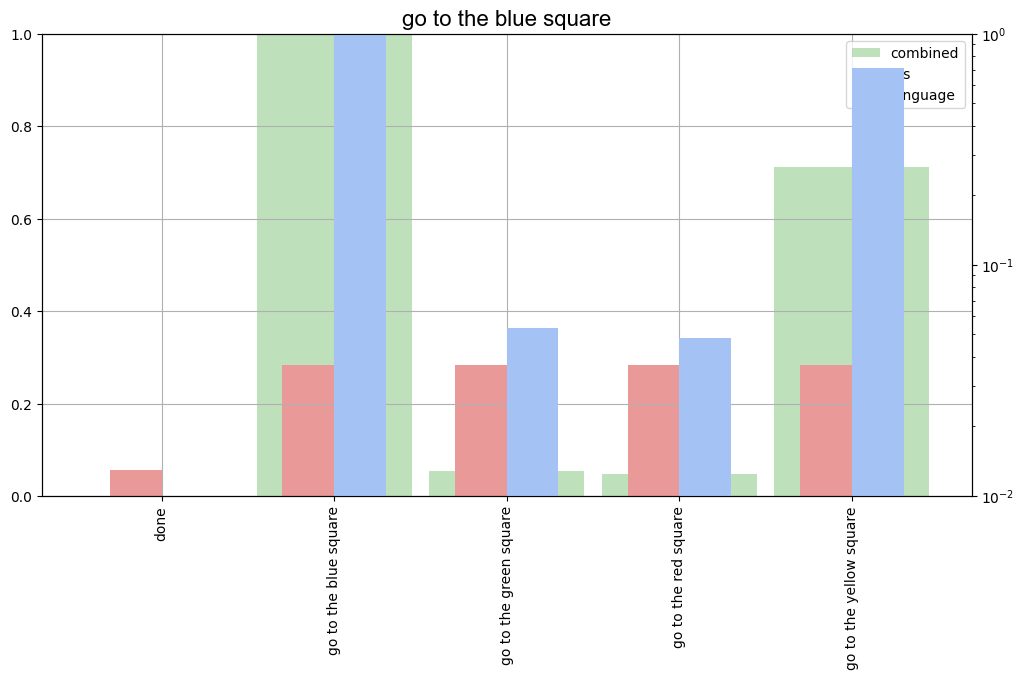 go to the blue square
1.0
0.8
0.6
0.4
0.2
0.0
10⁰
10⁻¹
10⁻²
combined
done
go to the blue square
go to the green square
go to the red square
go to the yellow square